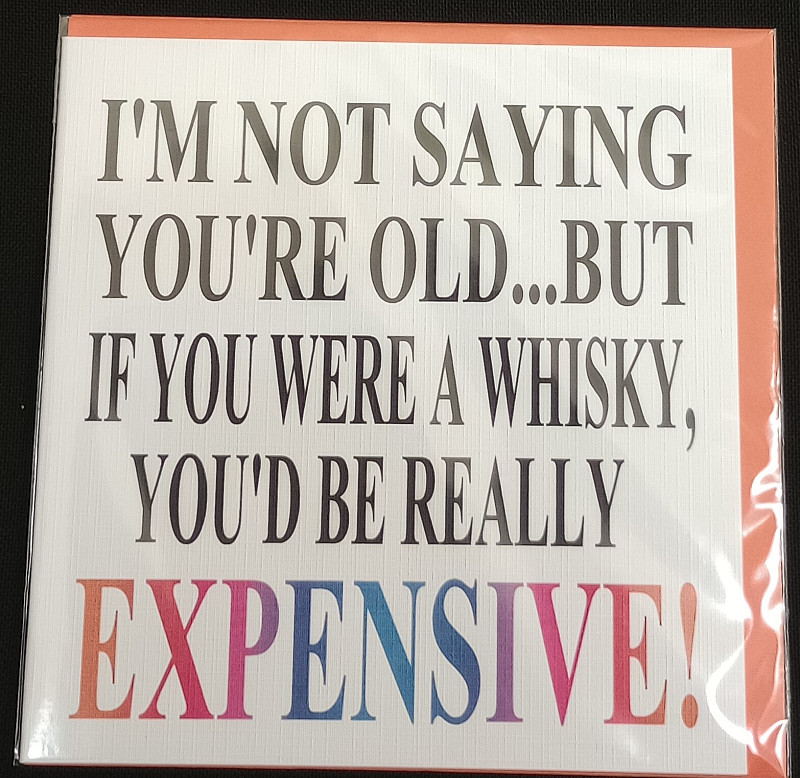 I'M NOT SAYING
YOU'RE OLD...BUT
IF YOU WERE A WHISKY,
YOU'D BE REALLY
EXPENSIVE!